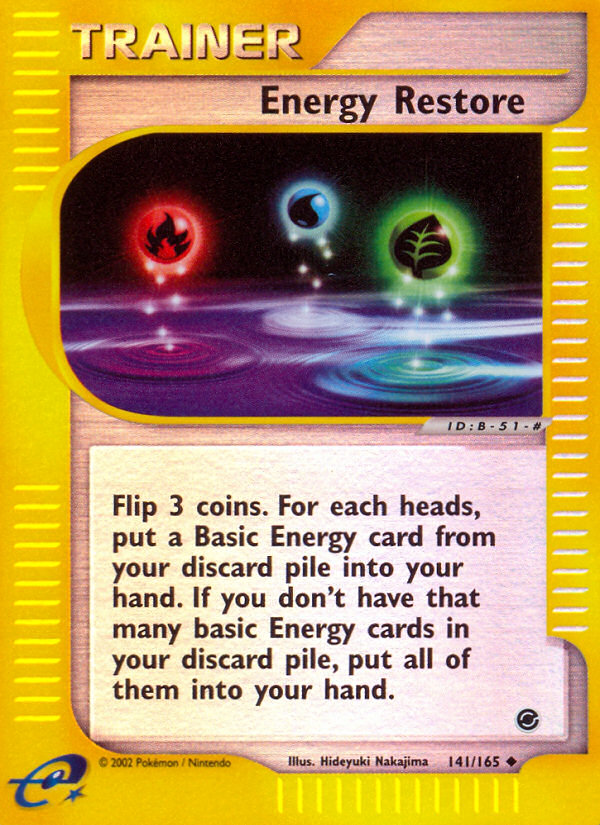 TRAINER
Energy Restore
ID:B-51-#
Flip 3 coins. For each heads,
put a Basic Energy card from
your discard pile into your
hand. If you don't have that
many basic Energy cards in
your discard pile, put all of
them into your hand.
© 2002 Pokémon / Nintendo Illus. Hideyuki Nakajima 141/165 ◆